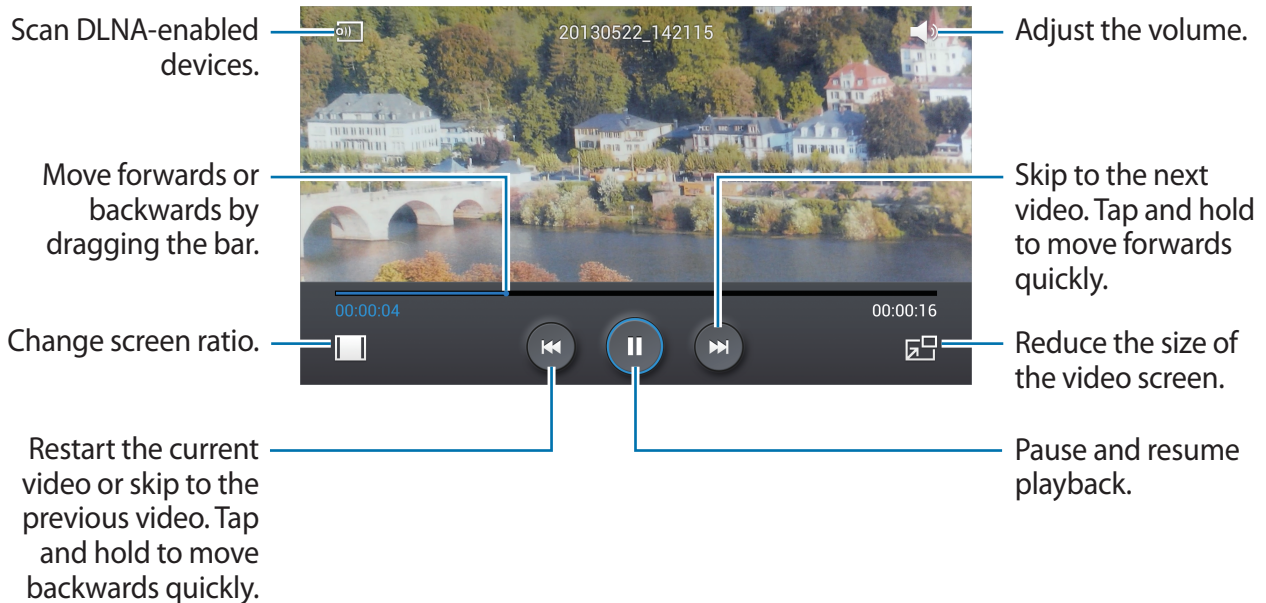 Scan DLNA-enabled
devices.
20130522_142115
Adjust the volume.
Move forwards or
backwards by
dragging the bar.
Skip to the next
video. Tap and hold
to move forwards
quickly.
00:00:04
00:00:16
Change screen ratio.
Reduce the size of
the video screen.
Restart the current
video or skip to the
previous video. Tap
and hold to move
backwards quickly.
Pause and resume
playback.